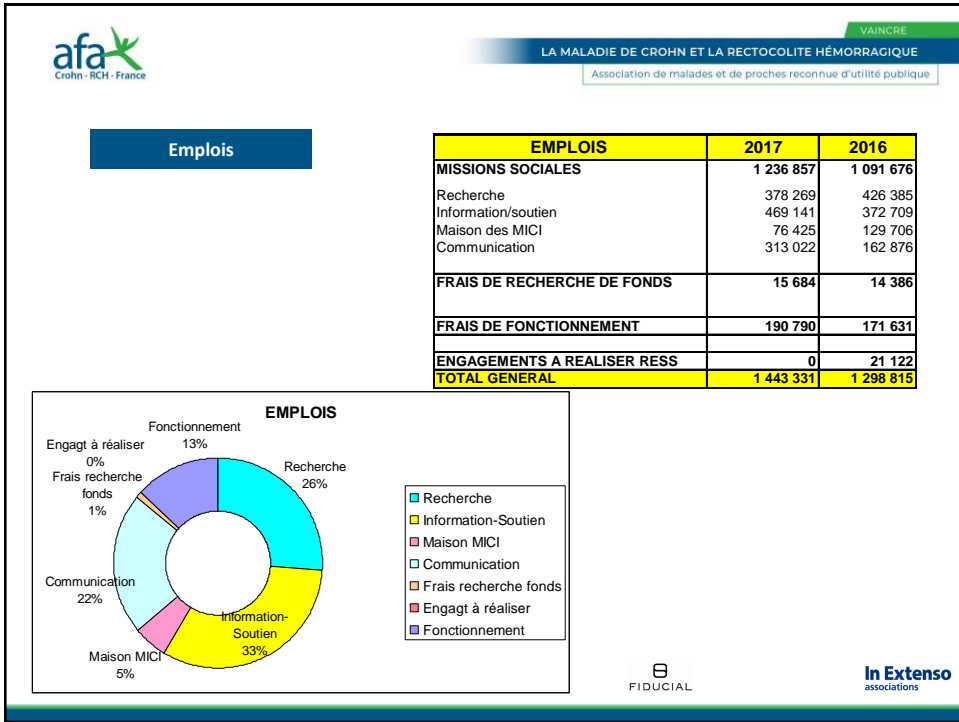 afa
Crohn - RCH - France
VAINCRE
LA MALADIE DE CROHN ET LA RECTOCOLITE HÉMORRAGIQUE
Association de malades et de proches reconnue d'utilité publique
Emplois
EMPLOIS 2017 2016
MISSIONS SOCIALES 1 236 857 1 091 676
Recherche 378 269 426 385
Information/soutien 469 141 372 709
Maison des MICI 76 425 129 706
Communication 313 022 162 876
FRAIS DE RECHERCHE DE FONDS 15 684 14 386
FRAIS DE FONCTIONNEMENT 190 790 171 631
ENGAGEMENTS A REALISER RESS 0 21 122
TOTAL GENERAL 1 443 331 1 298 815
EMPLOIS
Fonctionnement
13%
Engagt à réaliser
0%
Frais recherche
fonds
1%
Recherche
26%
Communication
22%
Information-
Soutien
33%
Maison MICI
5%
Recherche
Information-Soutien
Maison MICI
Communication
Frais recherche fonds
Engagt à réaliser
Fonctionnement
FIDUCIAL
In Extenso
associations